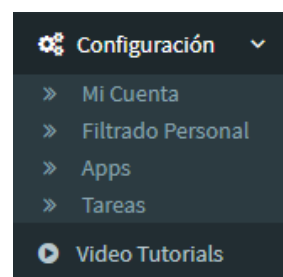 Configuración
Mi Cuenta
Filtrado Personal
Apps
Tareas
Video Tutorials